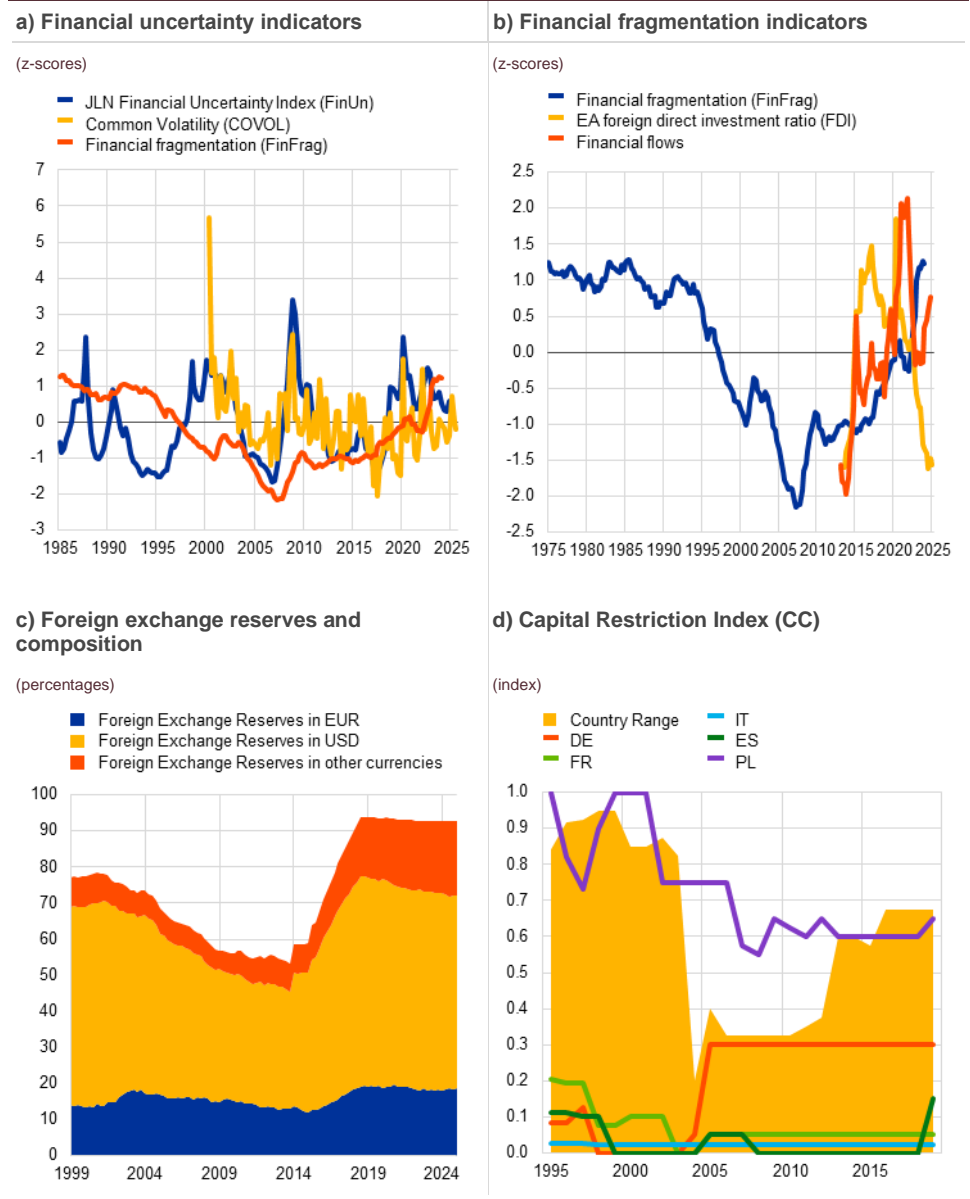 a) Financial uncertainty indicators
(z-scores)
JLN Financial Uncertainty Index (FinUn)
Common Volatility (COVOL)
Financial fragmentation (FinFrag)
7
6
5
4
3
2
1
0
-1
-2
-3
1985 1990 1995 2000 2005 2010 2015 2020 2025
b) Financial fragmentation indicators
(z-scores)
Financial fragmentation (FinFrag)
EA foreign direct investment ratio (FDI)
Financial flows
2.5
2.0
1.5
1.0
0.5
0.0
-0.5
-1.0
-1.5
-2.0
-2.5
1975 1980 1985 1990 1995 2000 2005 2010 2015 2020 2025
c) Foreign exchange reserves and
composition
(percentages)
Foreign Exchange Reserves in EUR
Foreign Exchange Reserves in USD
Foreign Exchange Reserves in other currencies
100
90
80
70
60
50
40
30
20
10
0
1999 2004 2009 2014 2019 2024
d) Capital Restriction Index (CC)
(index)
Country Range IT
DE ES
FR PL
1.0
0.9
0.8
0.7
0.6
0.5
0.4
0.3
0.2
0.1
0.0
1995 2000 2005 2010 2015